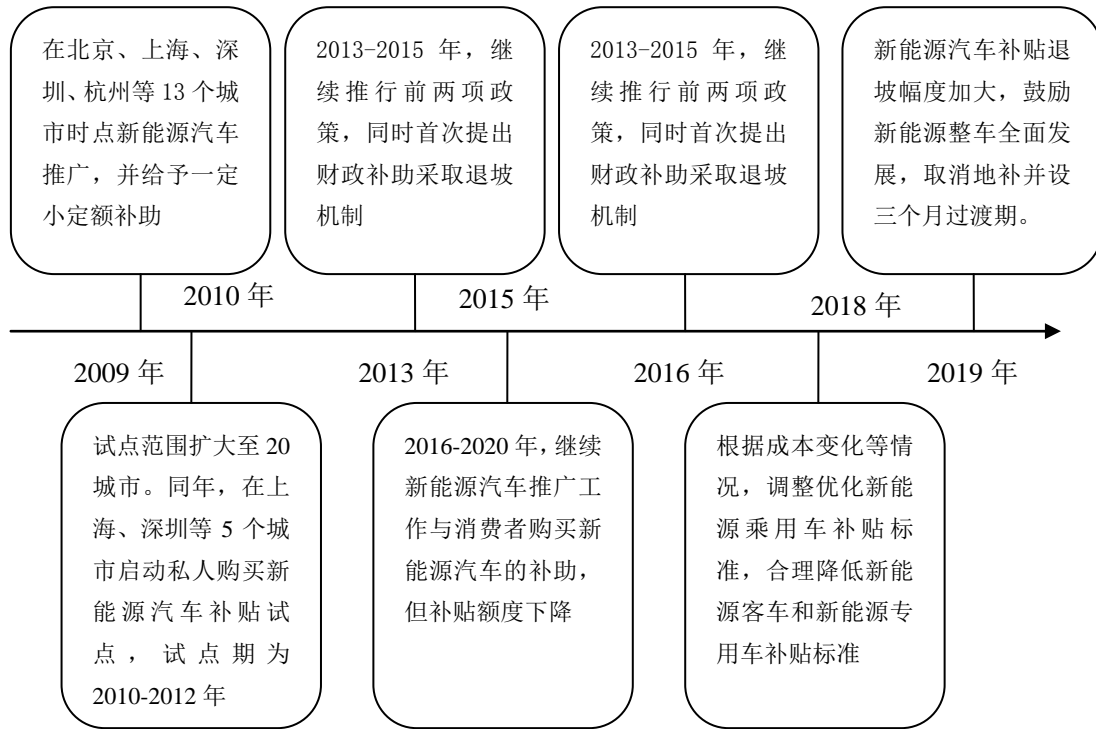 在北京、上海、深
圳、杭州等 13 个城
市时点新能源汽车
推广，并给予一定
小定额补助
2013-2015 年，继
续推行前两项政
策，同时首次提出
财政补助采取退坡
机制
2013-2015 年，继
续推行前两项政
策，同时首次提出
财政补助采取退坡
机制
新能源汽车补贴退
坡幅度加大，鼓励
新能源整车全面发
展，取消地补并设
三个月过渡期。
2010 年
2015 年
2018 年
2009 年
2013 年
2016 年
2019 年
试点范围扩大至 20
城市。同年，在上
海、深圳等 5 个城
市启动私人购买新
能源汽车补贴试
点，试点期为
2010-2012 年
2016-2020 年，继续
新能源汽车推广工
作与消费者购买新
能源汽车的补助，
但补贴额度下降
根据成本变化等情
况，调整优化新能
源乘用车补贴标
准，合理降低新能
源客车和新能源专
用车补贴标准